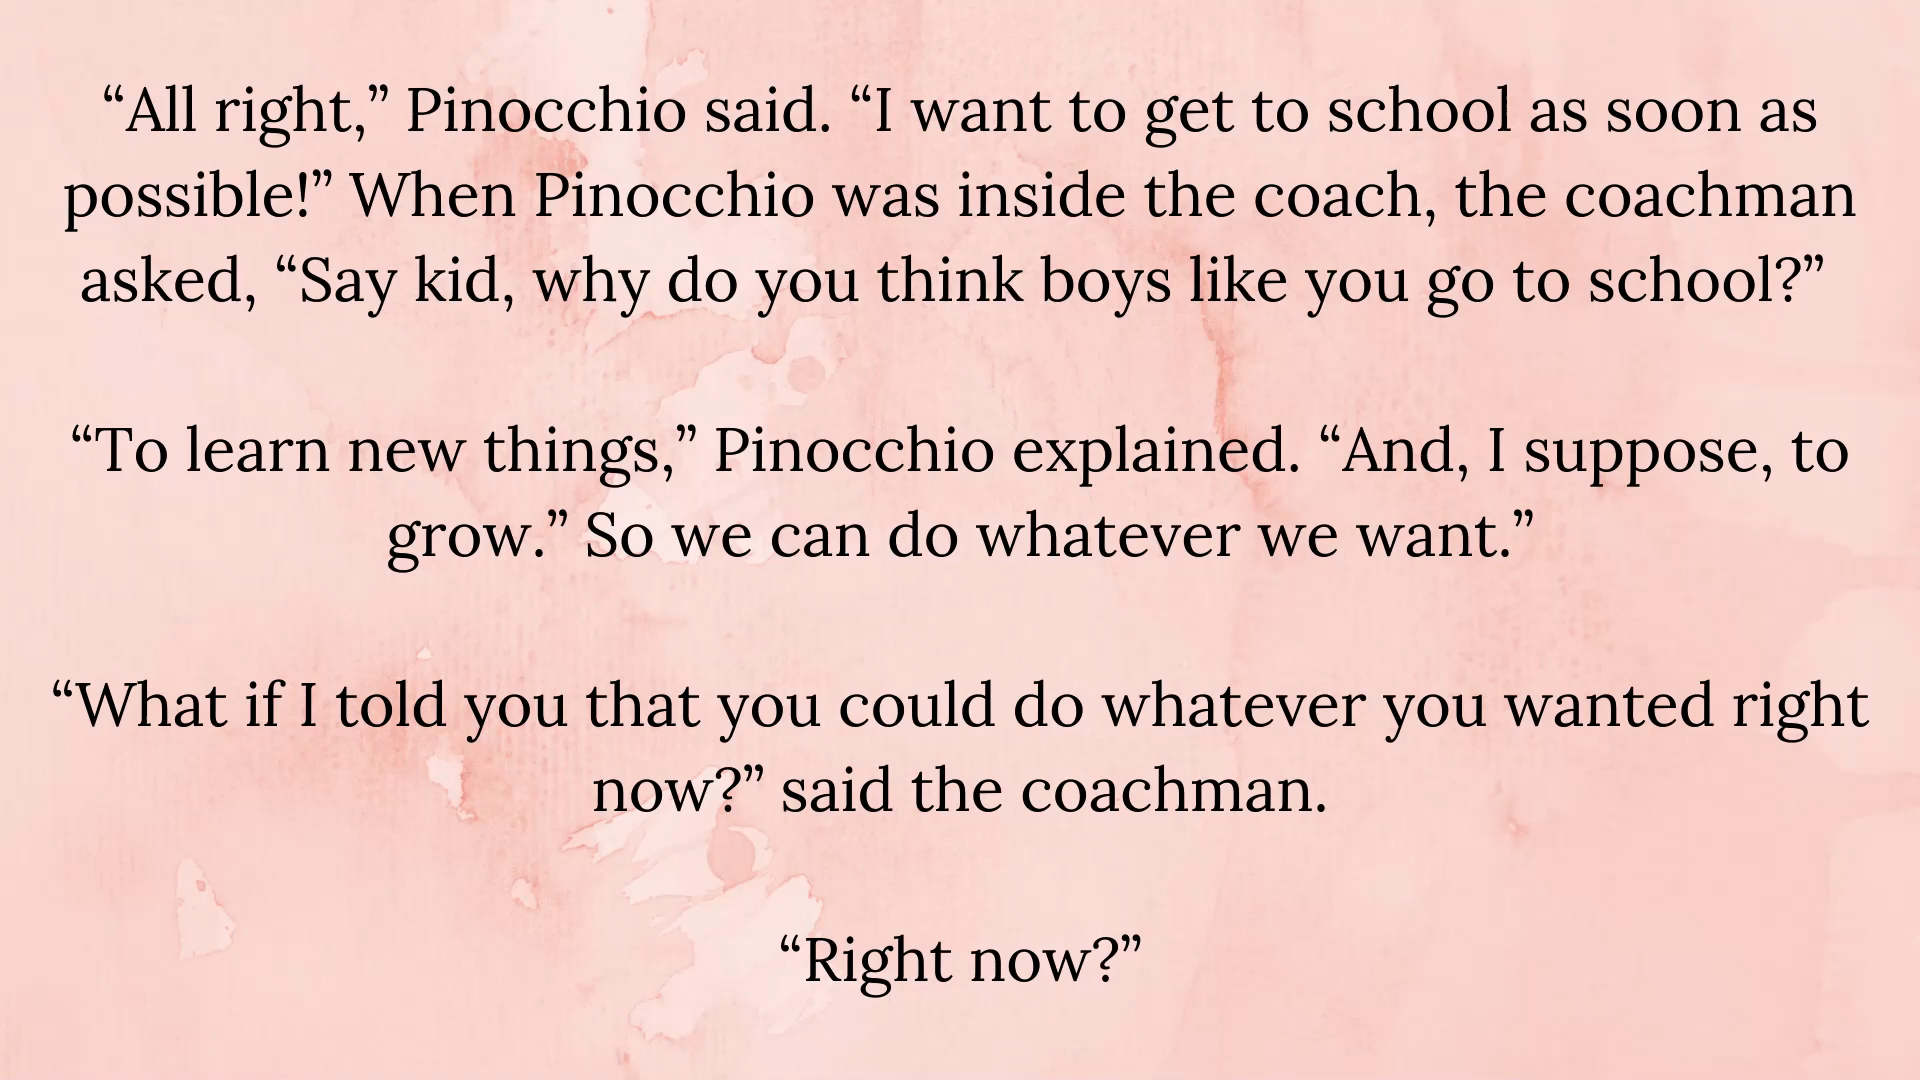 “All right,” Pinocchio said. “I want to get to school as soon as
possible!” When Pinocchio was inside the coach, the coachman
asked, “Say kid, why do you think boys like you go to school?”
“To learn new things,” Pinocchio explained. “And, I suppose, to
grow.” So we can do whatever we want.”
“What if I told you that you could do whatever you wanted right
now?” said the coachman.
“Right now?”